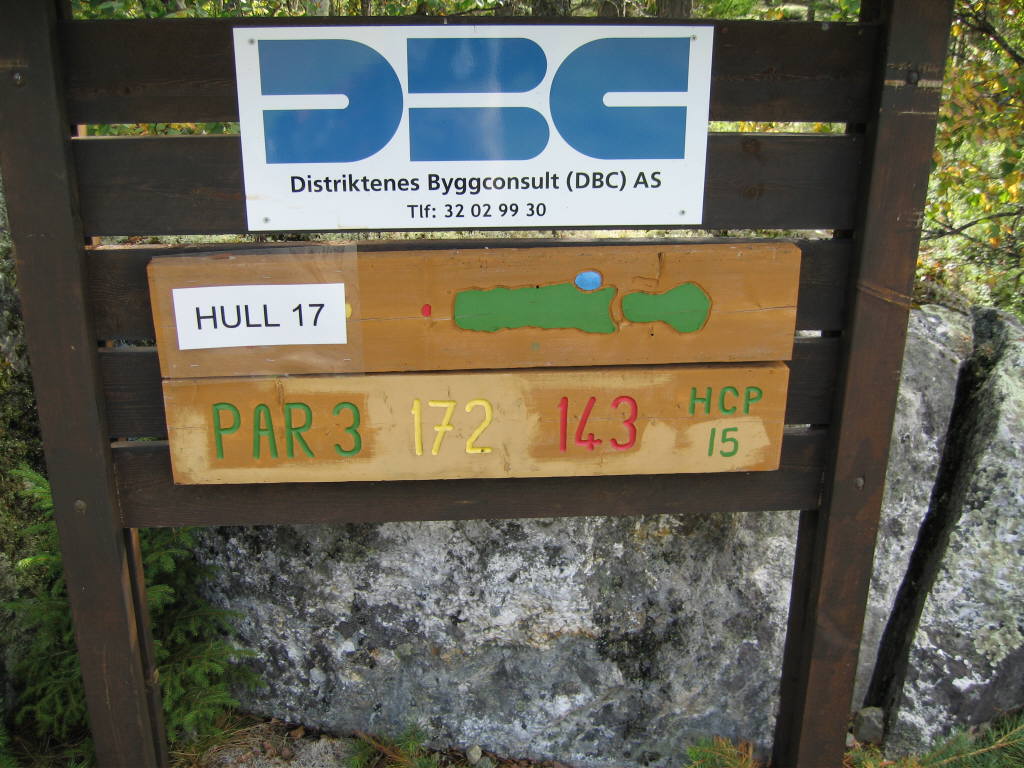 DBC
Distriktenes Byggconsult (DBC) AS
Tlf: 32 02 99 30
HULL 17
PAR 3 172 143 HCP 15